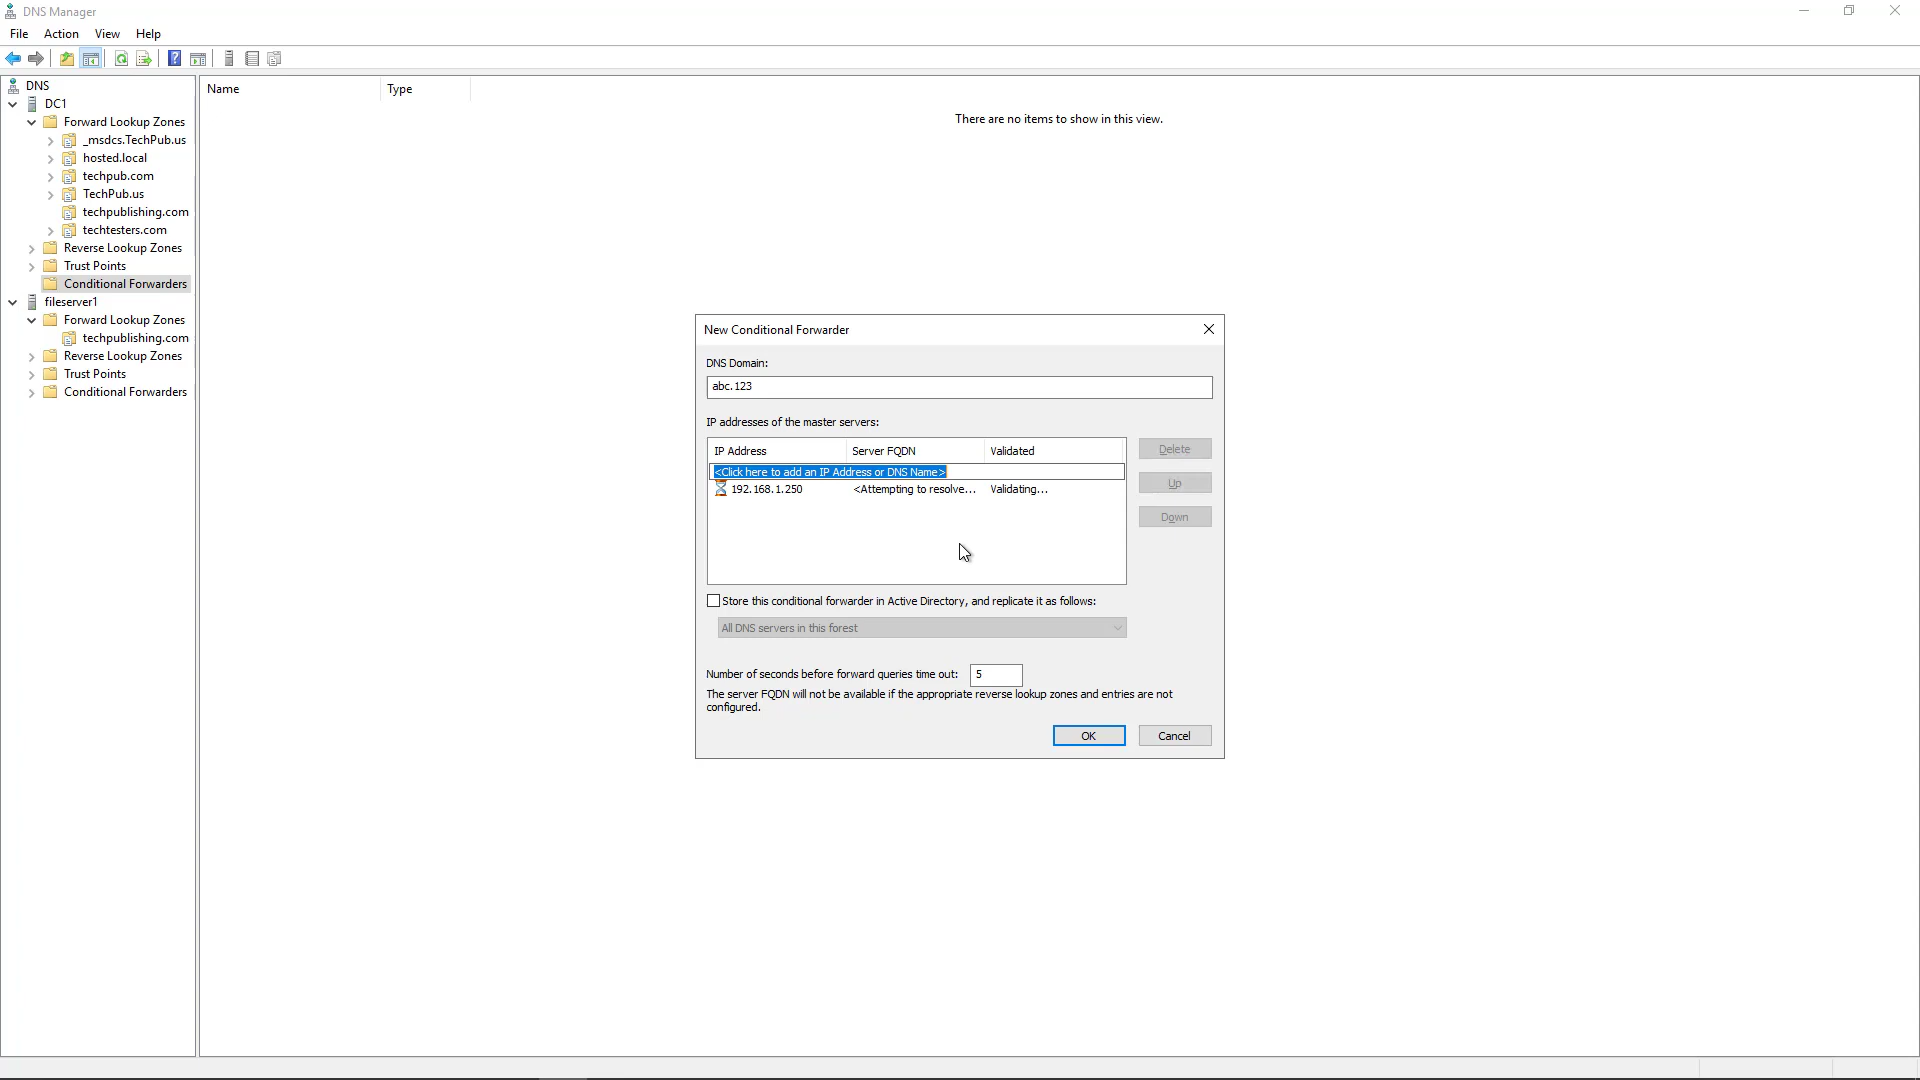 DNS Manager
File Action View Help
DNS
DC1
Forward Lookup Zones
_msdcs.TechPub.us
hosted.local
techpub.com
TechPub.us
techpublishing.com
techtesters.com
Reverse Lookup Zones
Trust Points
Conditional Forwarders
fileserver1
Forward Lookup Zones
techpublishing.com
Reverse Lookup Zones
Trust Points
Conditional Forwarders
Name Type
There are no items to show in this view.
New Conditional Forwarder
DNS Domain:
abc.123
IP addresses of the master servers:
IP Address Server FQDN Validated
<Click here to add an IP Address or DNS Name>
192.168.1.250 <Attempting to resolve... Validating...
Delete
Up
Down
Store this conditional forwarder in Active Directory, and replicate it as follows:
All DNS servers in this forest
Number of seconds before forward queries time out: 5
The server FQDN will not be available if the appropriate reverse lookup zones and entries are not
configured.
OK Cancel